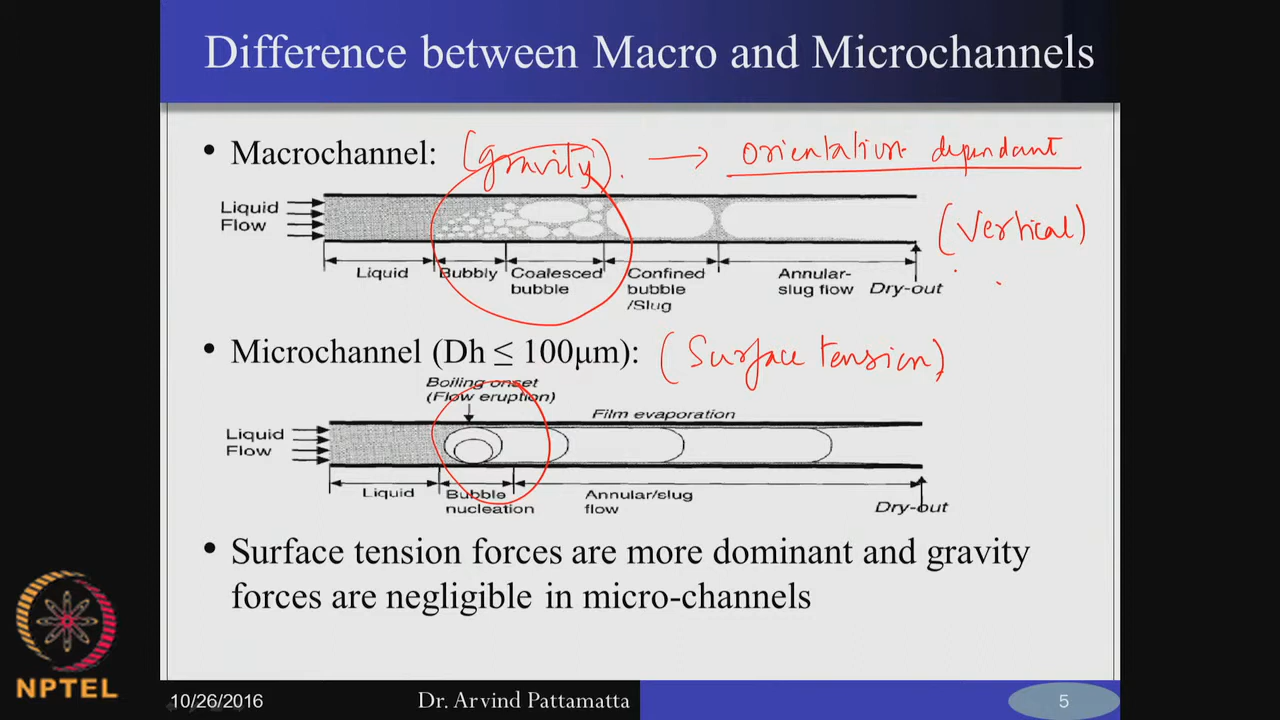 Difference between Macro and Microchannels
• Macrochannel: (gravity). → orientation dependant
Liquid Flow
(Vertical)
Liquid
Bubbly
Coalesced bubble
Confined bubble /Slug
Annular-slug flow
Dry-out
• Microchannel (Dh ≤ 100μm): (Surface tension)
Boiling onset
(Flow eruption)
Film evaporation
Liquid Flow
Liquid
Bubble nucleation
Annular/slug flow
Dry-out
• Surface tension forces are more dominant and gravity
forces are negligible in micro-channels
NPTEL
10/26/2016
Dr. Arvind Pattamatta
5